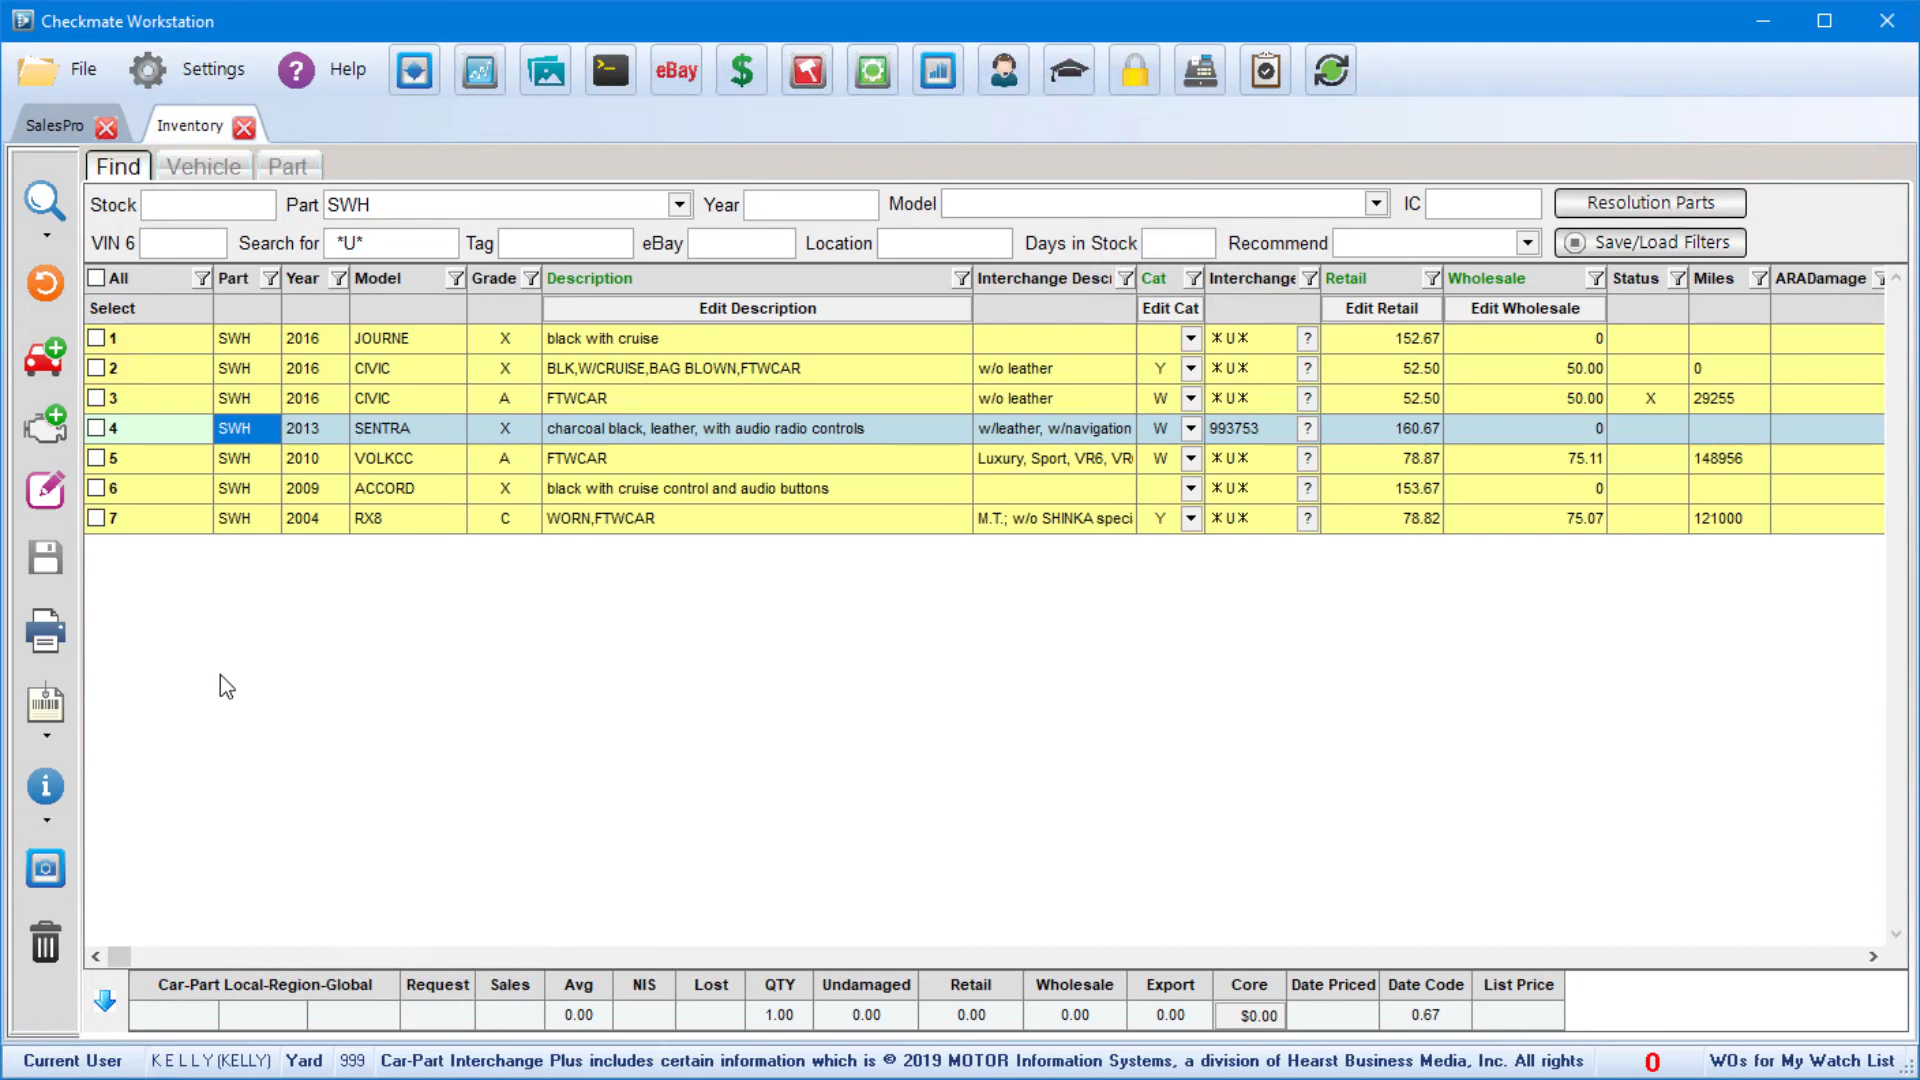 Checkmate Workstation
File Settings Help eBay
SalesPro Inventory
Find Vehicle Part
Stock Part SWH Year Model IC Resolution Parts
VIN 6 Search for *U* Tag eBay Location Days in Stock Recommend Save/Load Filters
All Part Year Model Grade Description Interchange Descr Cat Interchange Retail Wholesale Status Miles ARADamage
Select Edit Description Edit Cat Edit Retail Edit Wholesale
1 SWH 2016 JOURNE X black with cruise *U* ? 152.67 0
2 SWH 2016 CIVIC X BLK,W/CRUISE,BAG BLOWN,FTWCAR w/o leather Y *U* ? 52.50 50.00 0
3 SWH 2016 CIVIC A FTWCAR w/o leather W *U* ? 52.50 50.00 X 29255
4 SWH 2013 SENTRA X charcoal black, leather, with audio radio controls w/leather, w/navigation W 993753 ? 160.67 0
5 SWH 2010 VOLKCC A FTWCAR Luxury, Sport, VR6, VR W *U* ? 78.87 75.11 148956
6 SWH 2009 ACCORD X black with cruise control and audio buttons *U* ? 153.67 0
7 SWH 2004 RX8 C WORN,FTWCAR M.T.; w/o SHINKA speci Y *U* ? 78.82 75.07 121000
Car-Part Local-Region-Global Request Sales Avg NIS Lost QTY Undamaged Retail Wholesale Export Core Date Priced Date Code List Price
0.00 1.00 0.00 0.00 0.00 0.00 $0.00 0.67
Current User K E L L Y (KELLY) Yard 999 Car-Part Interchange Plus includes certain information which is © 2019 MOTOR Information Systems, a division of Hearst Business Media, Inc. All rights 0 WOs for My Watch List